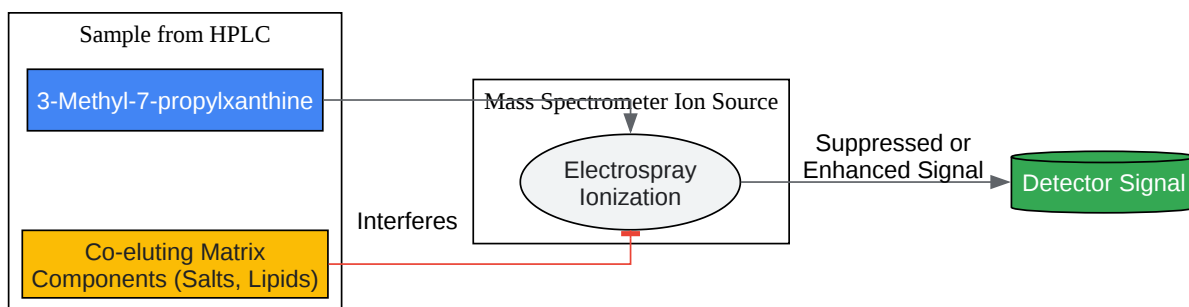 Sample from HPLC
3-Methyl-7-propylxanthine
Co-eluting Matrix
Components (Salts, Lipids)
Interferes
Mass Spectrometer Ion Source
Electrospray
Ionization
Suppressed or
Enhanced Signal
Detector Signal